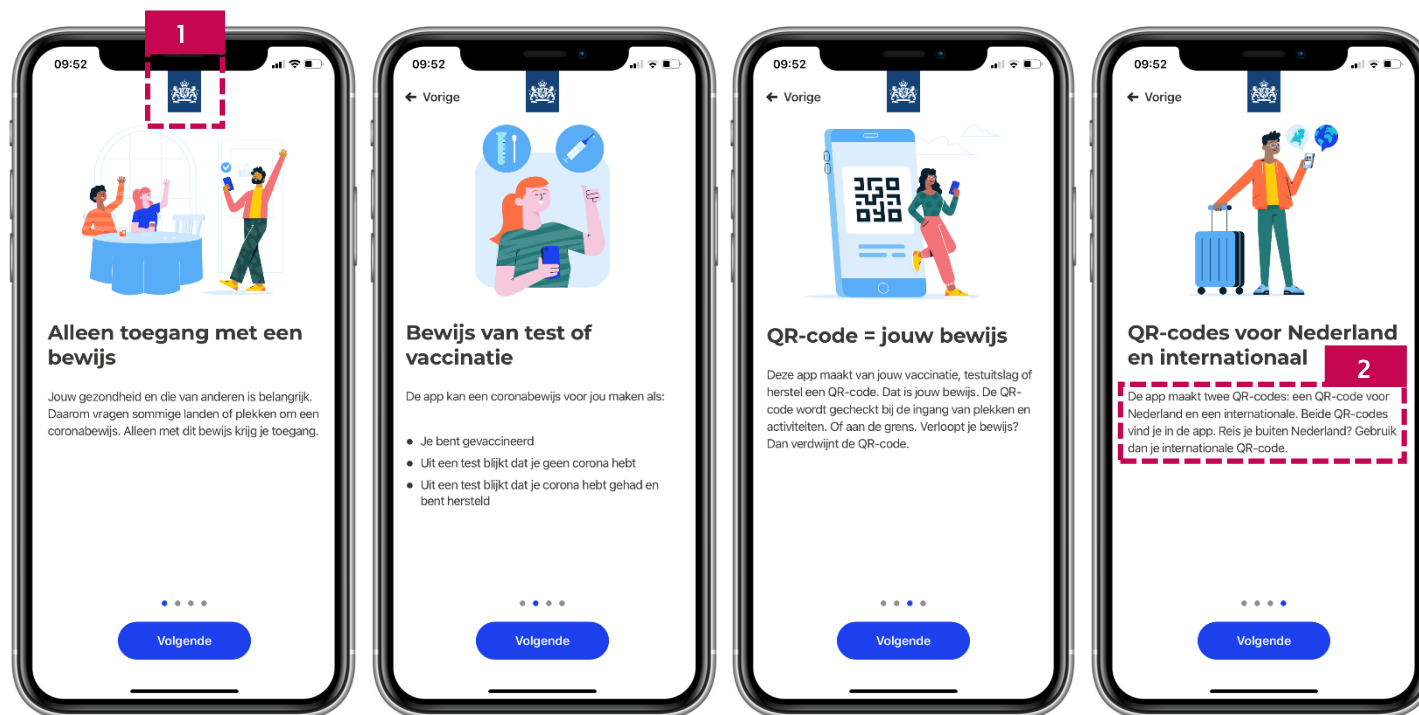 1
09:52
Alleen toegang met een
bewijs
Jouw gezondheid en die van anderen is belangrijk.
Daarom vragen sommige landen of plekken om een
coronabewijs. Alleen met dit bewijs krijg je toegang.
Volgende
09:52
← Vorige
Bewijs van test of
vaccinatie
De app kan een coronabewijs voor jou maken als:
• Je bent gevaccineerd
• Uit een test blijkt dat je geen corona hebt
• Uit een test blijkt dat je corona hebt gehad en
bent hersteld
Volgende
09:52
← Vorige
QR-code = jouw bewijs
Deze app maakt van jouw vaccinatie, testuitslag of
herstel een QR-code. Dat is jouw bewijs. De QR-
code wordt gecheckt bij de ingang van plekken en
activiteiten. Of aan de grens. Verloopt je bewijs?
Dan verdwijnt de QR-code.
Volgende
09:52
← Vorige
QR-codes voor Nederland
en internationaal
2
De app maakt twee QR-codes: een QR-code voor
Nederland en een internationale. Beide QR-codes
vind je in de app. Reis je buiten Nederland? Gebruik
dan je internationale QR-code.
Volgende